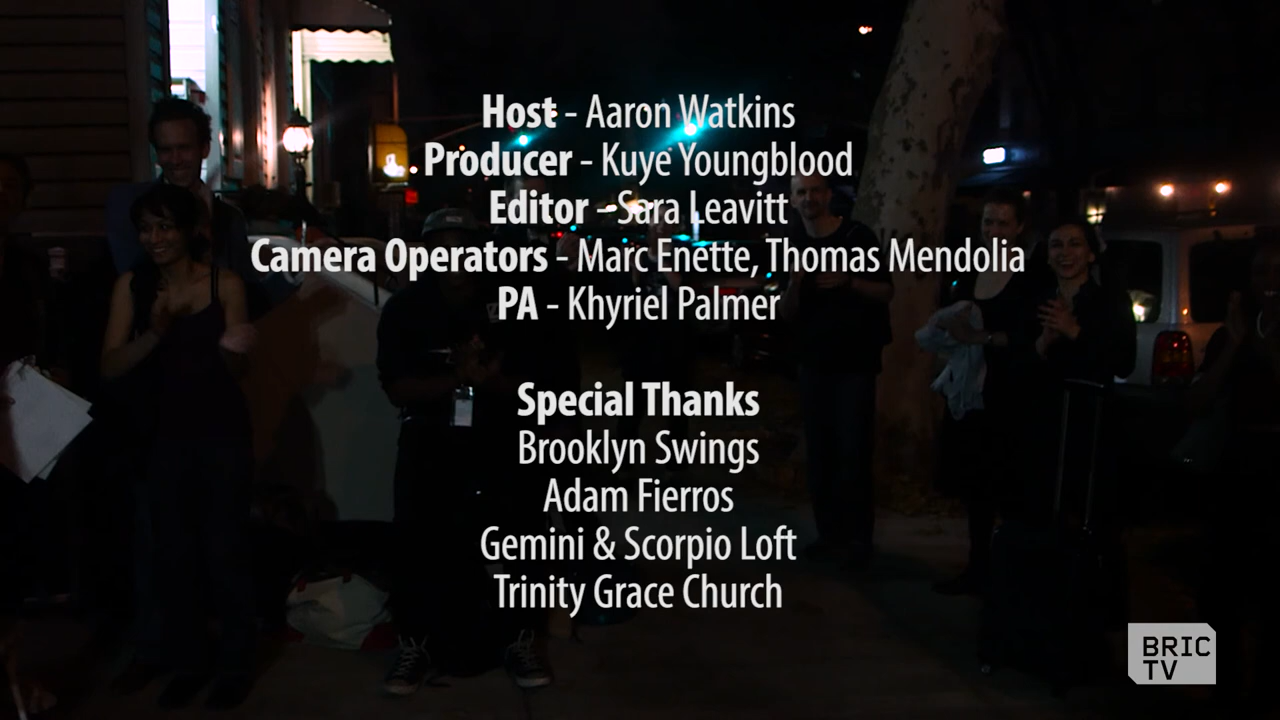 Host - Aaron Watkins
Producer - Kuye Youngblood
Editor - Sara Leavitt
Camera Operators - Marc Enette, Thomas Mendolia
PA - Khyriel Palmer
Special Thanks
Brooklyn Swings
Adam Fierros
Gemini & Scorpio Loft
Trinity Grace Church
BRIC
TV